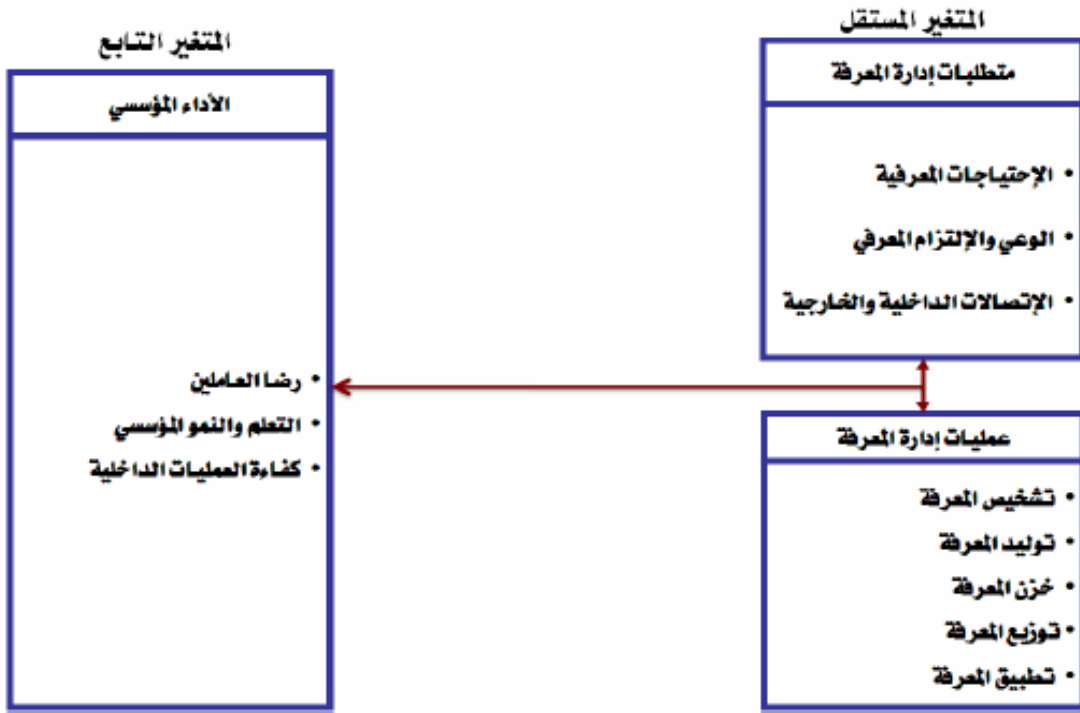 المتغير المستقل
متطلبات إدارة المعرفة
• الإحتياجات المعرفية
• الوعي والإلتزام المعرفي
• الإتصالات الداخلية والخارجية
عمليات إدارة المعرفة
• تشخيص المعرفة
• توليد المعرفة
• خزن المعرفة
• توزيع المعرفة
• تطبيق المعرفة
المتغير التابع
الأداء المؤسسي
• رضا العاملين
• التعلم والنمو المؤسسي
• كفاءة العمليات الداخلية